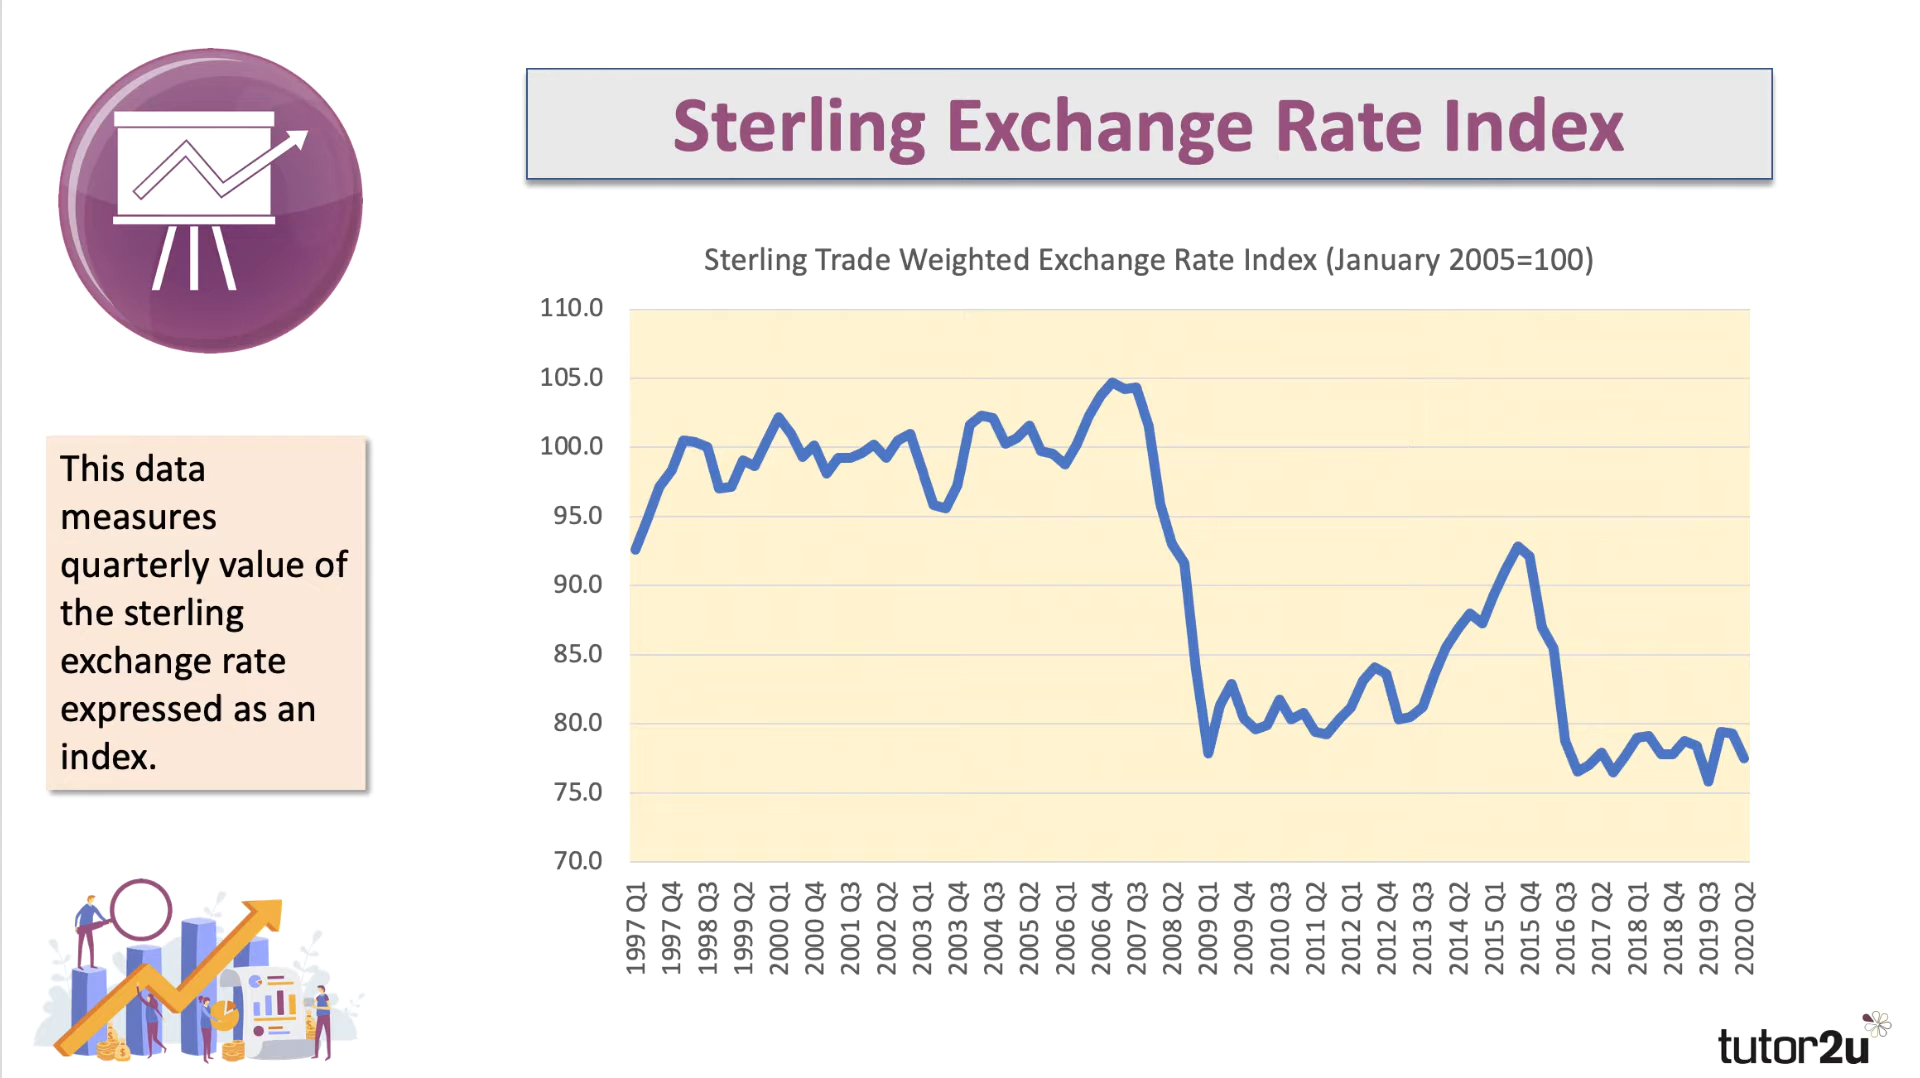 Sterling Exchange Rate Index
This data
measures
quarterly value of
the sterling
exchange rate
expressed as an
index.
Sterling Trade Weighted Exchange Rate Index (January 2005=100)
110.0
105.0
100.0
95.0
90.0
85.0
80.0
75.0
70.0
1997 Q1
1997 Q4
1998 Q3
1999 Q2
2000 Q1
2000 Q4
2001 Q3
2002 Q2
2003 Q1
2003 Q4
2004 Q3
2005 Q2
2006 Q1
2006 Q4
2007 Q3
2008 Q2
2009 Q1
2009 Q4
2010 Q3
2011 Q2
2012 Q1
2012 Q4
2013 Q3
2014 Q2
2015 Q1
2015 Q4
2016 Q3
2017 Q2
2018 Q1
2018 Q4
2019 Q3
2020 Q2
tutor2u